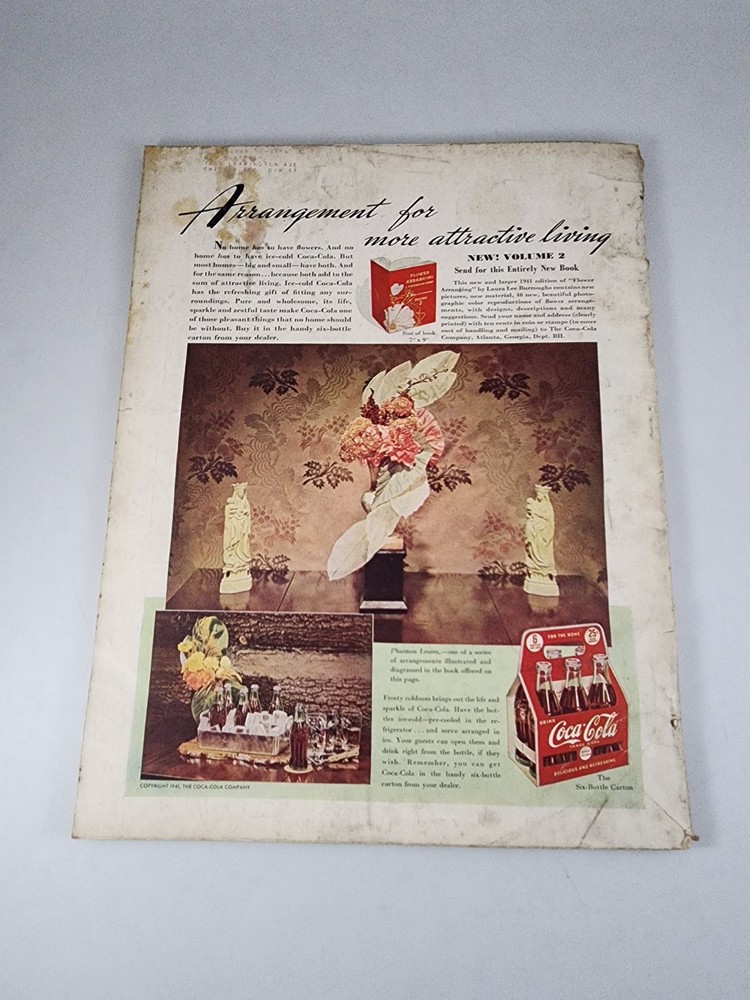 LEAMINGTON AVE
Arrangement for
more attractive living
No home has to have flowers. And no
home has to have ice-cold Coca-Cola. But
most homes—big and small—have both. And
for the same reason...because both add to the
sum of attractive living. Ice-cold Coca-Cola
has the refreshing gift of fitting any sur-
roundings. Pure and wholesome, its life,
sparkle and zestful taste make Coca-Cola one
of those pleasant things that no home should
be without. Buy it in the handy six-bottle
carton from your dealer.
FLOWER
ARRANGING
Size of book
7" x 9"
NEW! VOLUME 2
Send for this Entirely New Book
This new and larger 1941 edition of "Flower
Arranging" by Laura Lee Burroughs contains new
pictures, new material, 48 new, beautiful photo-
graphic color reproductions of flower arrange-
ments, with designs, descriptions and many
suggestions. Send your name and address (clearly
printed) with ten cents in coin or stamps (to cover
cost of handling and mailing) to The Coca-Cola
Company, Atlanta, Georgia, Dept. BH.
Phantom Leaves,—one of a series
of arrangements illustrated and
diagramed in the book offered on
this page.
Frosty coldness brings out the life and
sparkle of Coca-Cola. Have the bot-
tles ice-cold—pre-cooled in the re-
frigerator...and serve arranged in
ice. Your guests can open them and
drink right from the bottle, if they
wish. Remember, you can get
Coca-Cola in the handy six-bottle
carton from your dealer.
6
FOR THE HOME
25¢
DRINK
Coca-Cola
TRADE-MARK
DELICIOUS AND REFRESHING
The
Six-Bottle Carton
COPYRIGHT 1941, THE COCA-COLA COMPANY